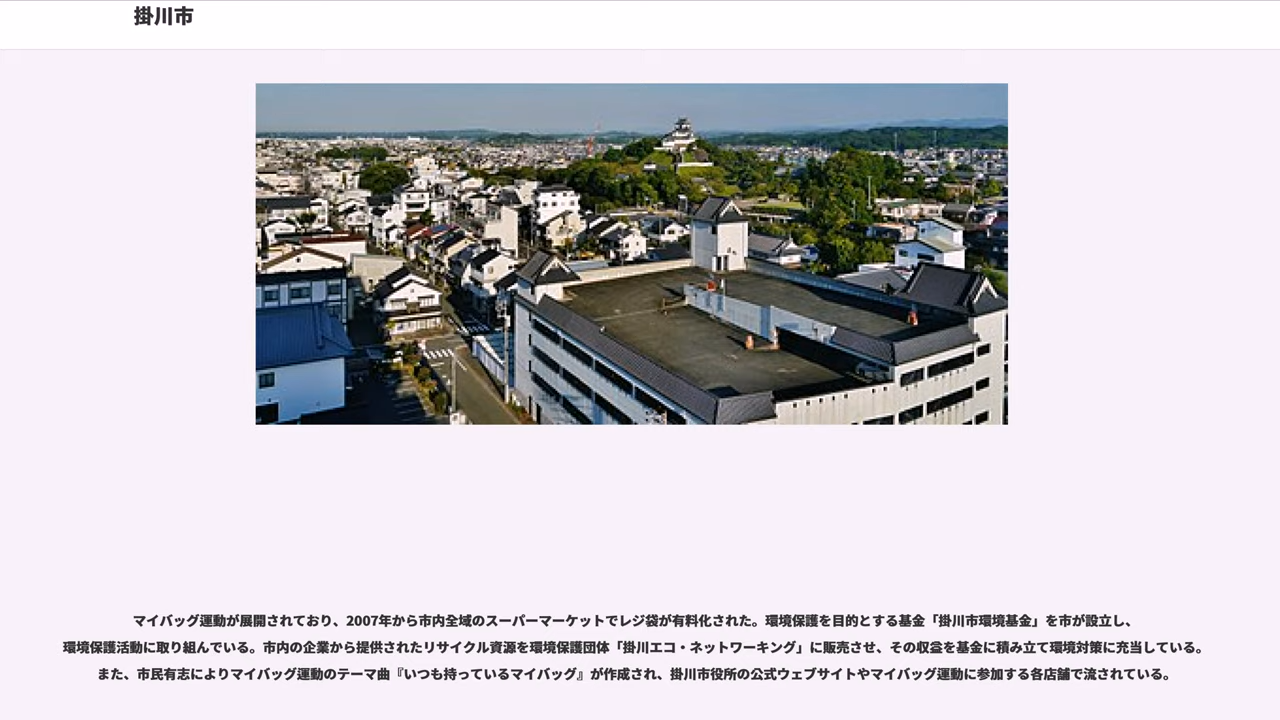 掛川市
マイバッグ運動が展開されており、2007年から市内全域のスーパーマーケットでレジ袋が有料化された。環境保護を目的とする基金「掛川市環境基金」を市が設立し、
環境保護活動に取り組んでいる。市内の企業から提供されたリサイクル資源を環境保護団体「掛川エコ・ネットワーキング」に販売させ、その収益を基金に積み立て環境対策に充当している。
また、市民有志によりマイバッグ運動のテーマ曲『いつも持っているマイバッグ』が作成され、掛川市役所の公式ウェブサイトやマイバッグ運動に参加する各店舗で流されている。